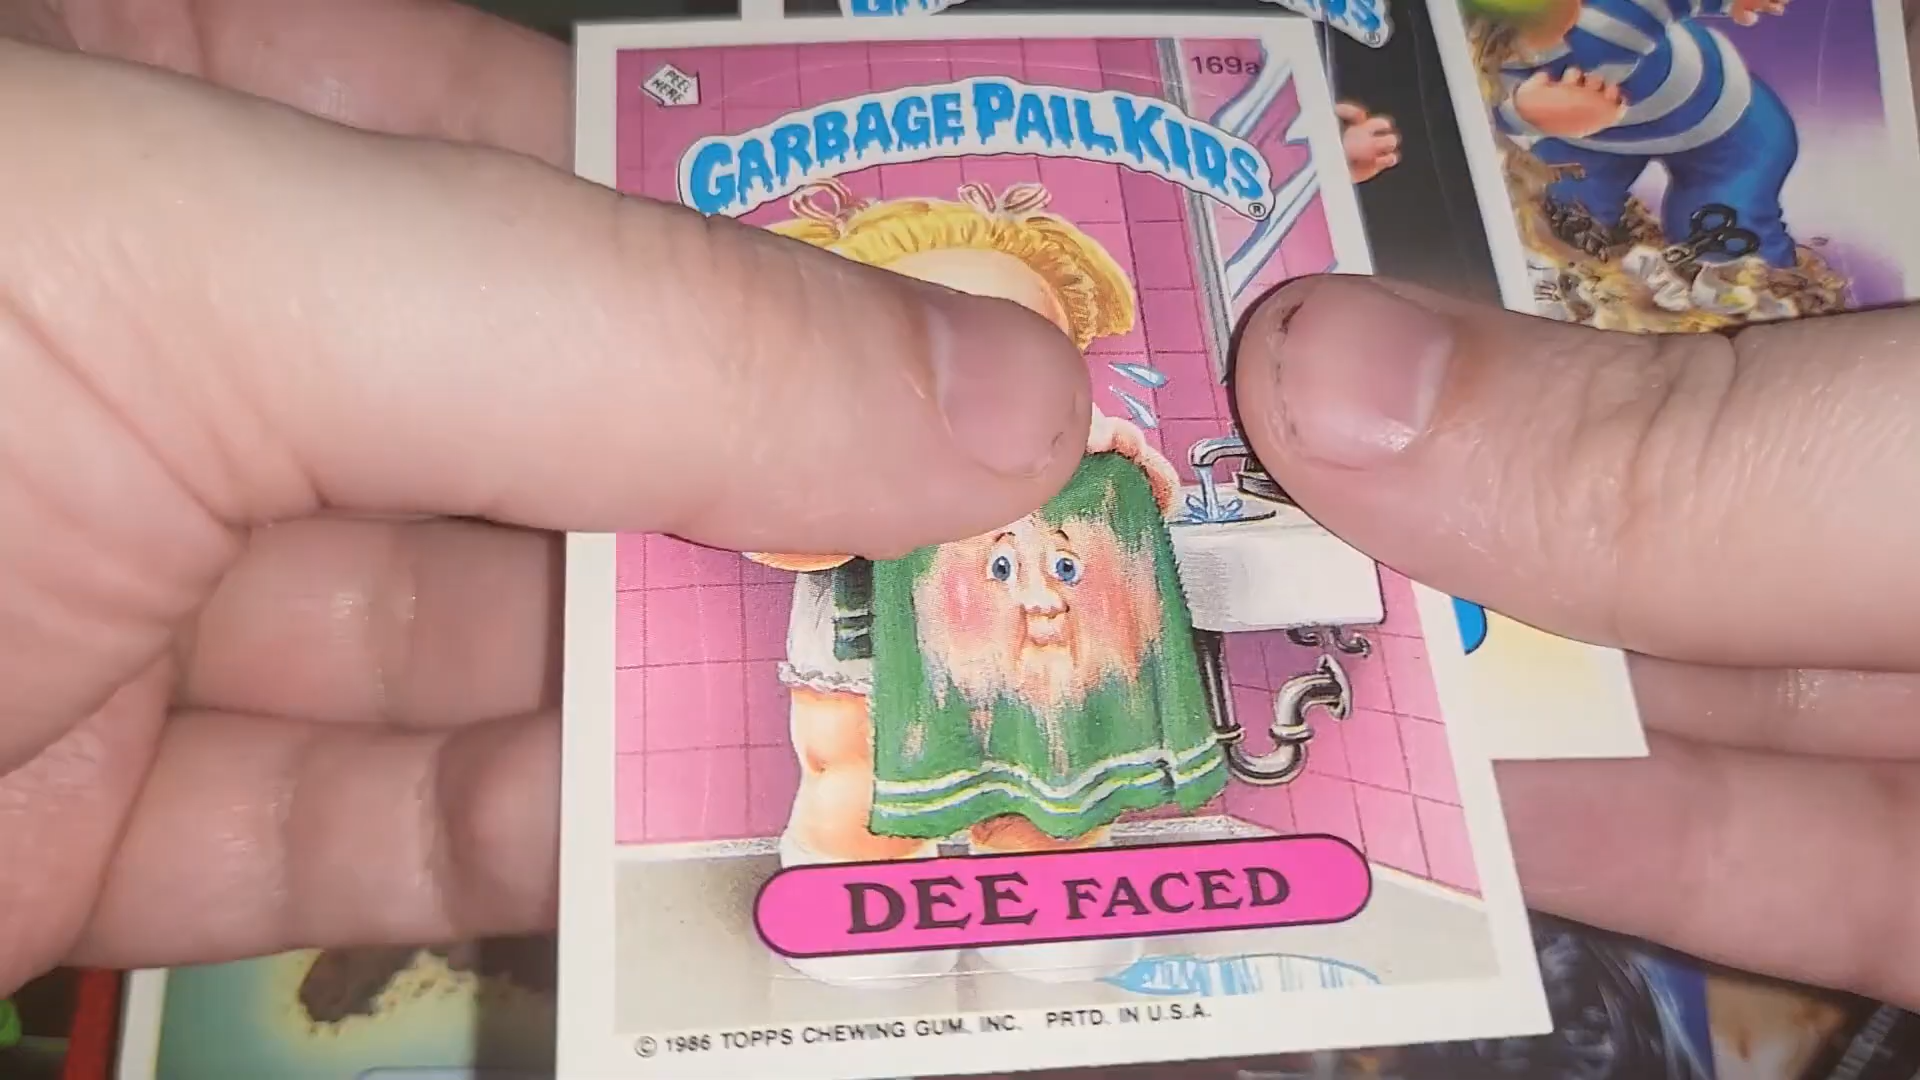 PEEL HERE
169a
GARBAGE PAIL KIDS®
DEE FACED
© 1986 TOPPS CHEWING GUM, INC. PRTD. IN U.S.A.